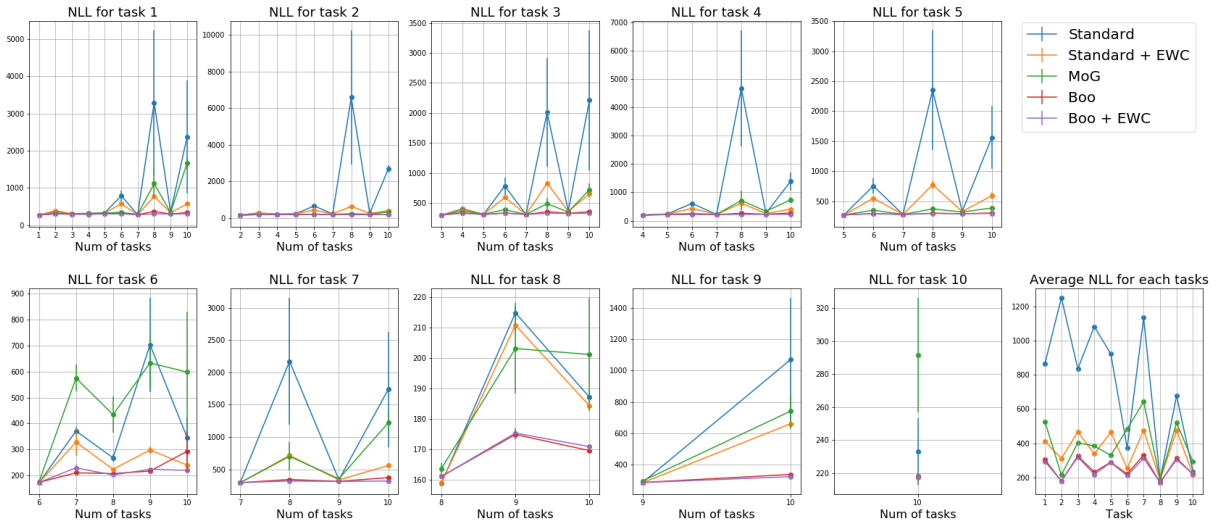 NLL for task 1
5000
4000
3000
2000
1000
0
1 2 3 4 5 6 7 8 9 10
Num of tasks
NLL for task 2
10000
8000
6000
4000
2000
0
2 3 4 5 6 7 8 9 10
Num of tasks
NLL for task 3
3500
3000
2500
2000
1500
1000
500
3 4 5 6 7 8 9 10
Num of tasks
NLL for task 4
7000
6000
5000
4000
3000
2000
1000
0
4 5 6 7 8 9 10
Num of tasks
NLL for task 5
3500
3000
2500
2000
1500
1000
500
5 6 7 8 9 10
Num of tasks
Standard
Standard + EWC
MoG
Boo
Boo + EWC
NLL for task 6
900
800
700
600
500
400
300
200
6 7 8 9 10
Num of tasks
NLL for task 7
3000
2500
2000
1500
1000
500
7 8 9 10
Num of tasks
NLL for task 8
220
210
200
190
180
170
160
8 9 10
Num of tasks
NLL for task 9
1400
1200
1000
800
600
400
9 10
Num of tasks
NLL for task 10
320
300
280
260
240
220
10
Num of tasks
Average NLL for each tasks
1200
1000
800
600
400
200
1 2 3 4 5 6 7 8 9 10
Task